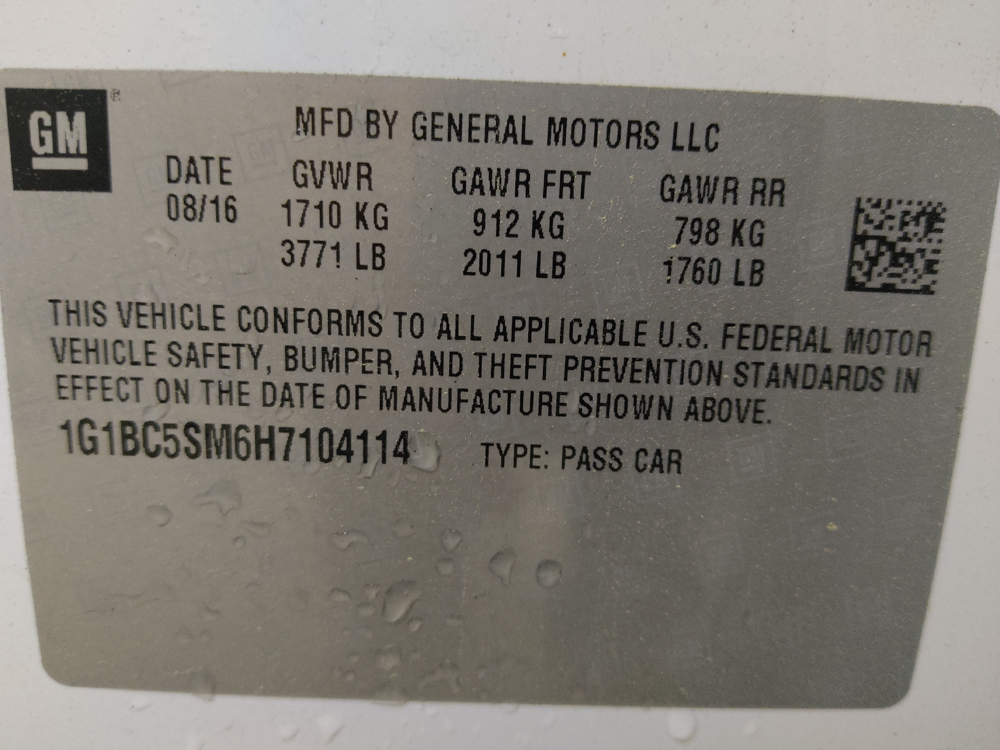 GM ®
MFD BY GENERAL MOTORS LLC
DATE GVWR GAWR FRT GAWR RR
08/16 1710 KG 912 KG 798 KG
3771 LB 2011 LB 1760 LB
THIS VEHICLE CONFORMS TO ALL APPLICABLE U.S. FEDERAL MOTOR
VEHICLE SAFETY, BUMPER, AND THEFT PREVENTION STANDARDS IN
EFFECT ON THE DATE OF MANUFACTURE SHOWN ABOVE.
1G1BC5SM6H7104114 TYPE: PASS CAR